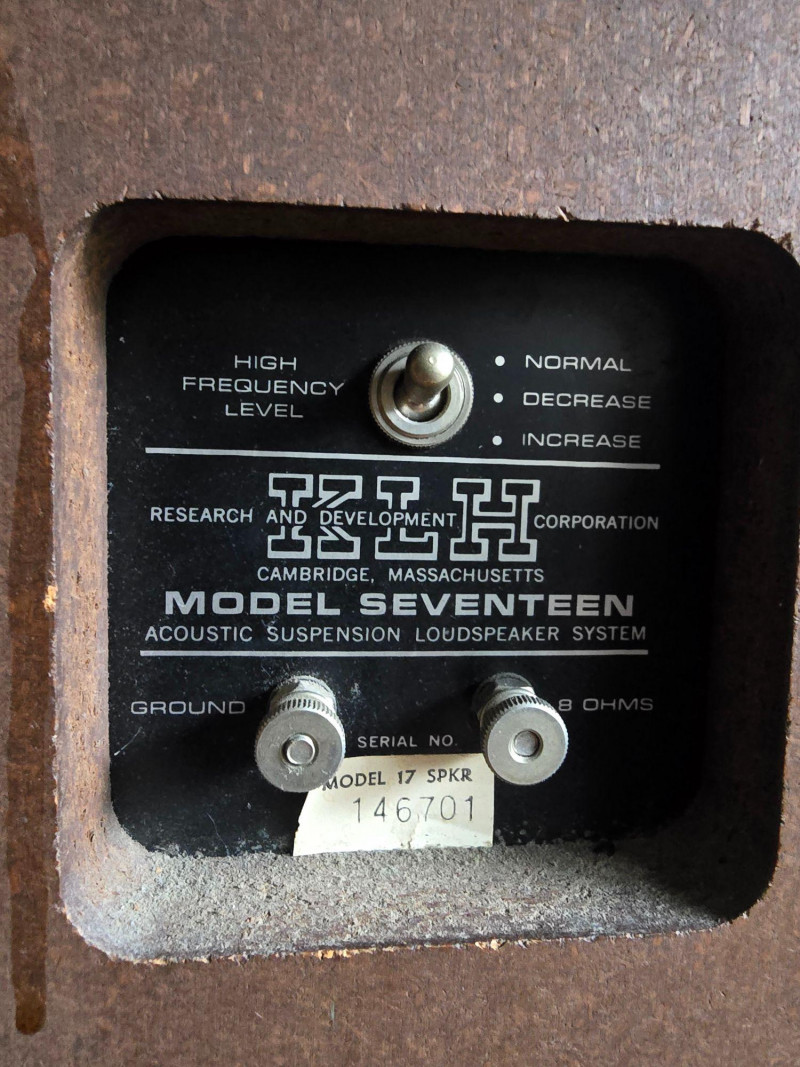 HIGH
FREQUENCY
LEVEL
• NORMAL
• DECREASE
• INCREASE
KLH
RESEARCH AND DEVELOPMENT CORPORATION
CAMBRIDGE, MASSACHUSETTS
MODEL SEVENTEEN
ACOUSTIC SUSPENSION LOUDSPEAKER SYSTEM
GROUND
8 OHMS
SERIAL NO.
MODEL 17 SPKR
146701